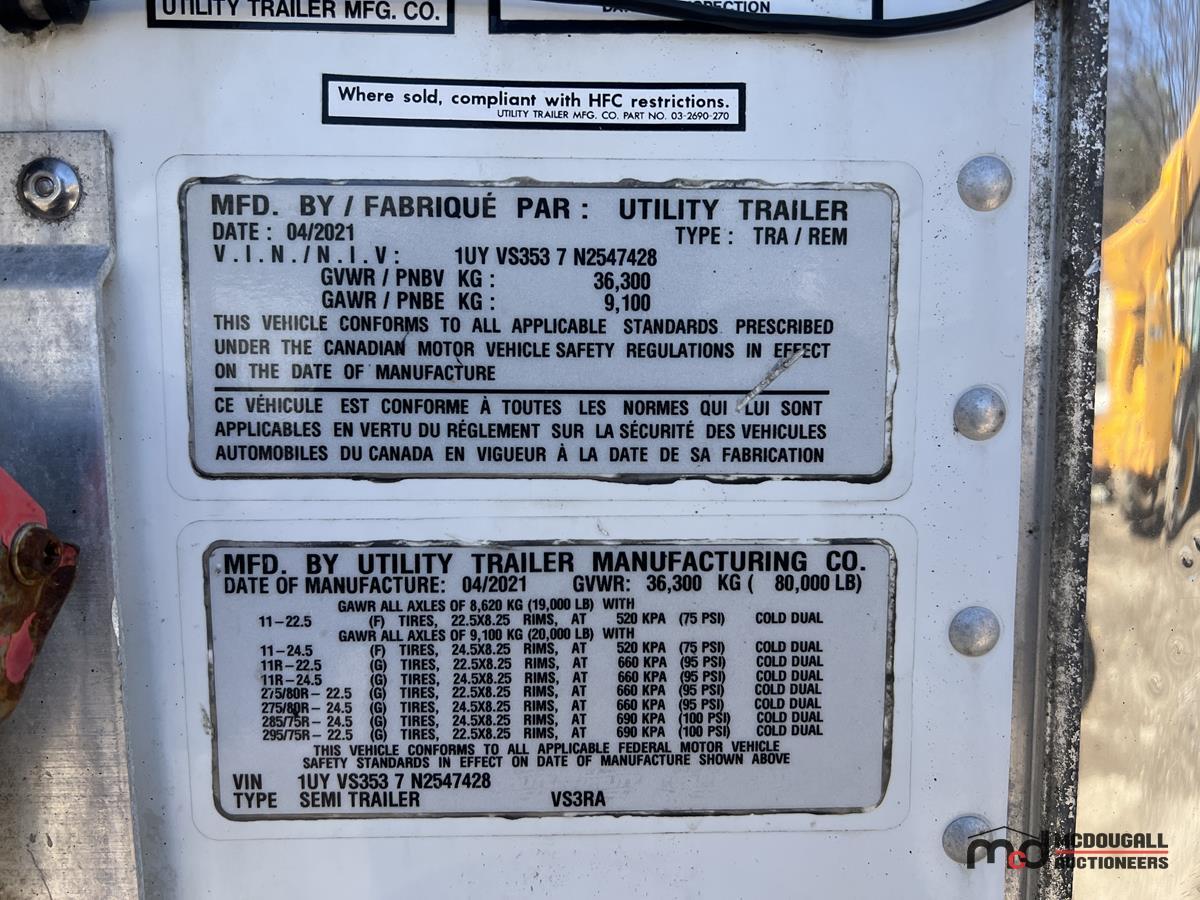 UTILITY TRAILER MFG. CO.
Where sold, compliant with HFC restrictions.
UTILITY TRAILER MFG. CO. PART NO. 03-2690-270
MFD. BY / FABRIQUÉ PAR : UTILITY TRAILER
DATE : 04/2021 TYPE : TRA / REM
V.I.N./N.I.V: 1UY VS353 7 N2547428
GVWR / PNBV KG : 36,300
GAWR / PNBE KG : 9,100
THIS VEHICLE CONFORMS TO ALL APPLICABLE STANDARDS PRESCRIBED
UNDER THE CANADIAN MOTOR VEHICLE SAFETY REGULATIONS IN EFFECT
ON THE DATE OF MANUFACTURE
CE VÉHICULE EST CONFORME À TOUTES LES NORMES QUI LUI SONT
APPLICABLES EN VERTU DU RÉGLEMENT SUR LA SÉCURITÉ DES VEHICULES
AUTOMOBILES DU CANADA EN VIGUEUR À LA DATE DE SA FABRICATION
MFD. BY UTILITY TRAILER MANUFACTURING CO.
DATE OF MANUFACTURE: 04/2021 GVWR: 36,300 KG ( 80,000 LB)
GAWR ALL AXLES OF 8,620 KG (19,000 LB) WITH
11-22.5 (F) TIRES, 22.5X8.25 RIMS, AT 520 KPA (75 PSI) COLD DUAL
GAWR ALL AXLES OF 9,100 KG (20,000 LB) WITH
11-24.5 (F) TIRES, 24.5X8.25 RIMS, AT 520 KPA (75 PSI) COLD DUAL
11R-22.5 (G) TIRES, 22.5X8.25 RIMS, AT 660 KPA (95 PSI) COLD DUAL
11R-24.5 (G) TIRES, 24.5X8.25 RIMS, AT 660 KPA (95 PSI) COLD DUAL
275/80R-22.5 (G) TIRES, 22.5X8.25 RIMS, AT 660 KPA (95 PSI) COLD DUAL
275/80R-24.5 (G) TIRES, 24.5X8.25 RIMS, AT 660 KPA (95 PSI) COLD DUAL
285/75R-24.5 (G) TIRES, 24.5X8.25 RIMS, AT 690 KPA (100 PSI) COLD DUAL
295/75R-22.5 (G) TIRES, 22.5X8.25 RIMS, AT 690 KPA (100 PSI) COLD DUAL
THIS VEHICLE CONFORMS TO ALL APPLICABLE FEDERAL MOTOR VEHICLE
SAFETY STANDARDS IN EFFECT ON DATE OF MANUFACTURE SHOWN ABOVE
VIN 1UY VS353 7 N2547428
TYPE SEMI TRAILER VS3RA
mcd MCDOUGALL
AUCTIONEERS